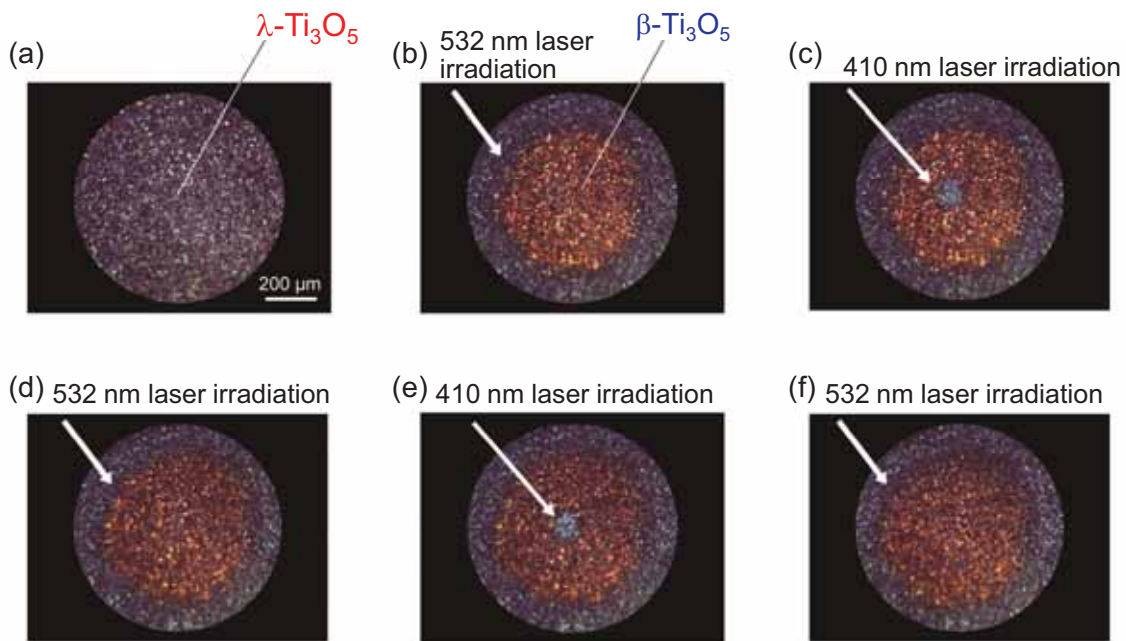 λ-Ti₃O₅
β-Ti₃O₅
(a)
200 µm
(b) 532 nm laser
irradiation
(c)
410 nm laser irradiation
(d) 532 nm laser irradiation
(e) 410 nm laser irradiation
(f) 532 nm laser irradiation